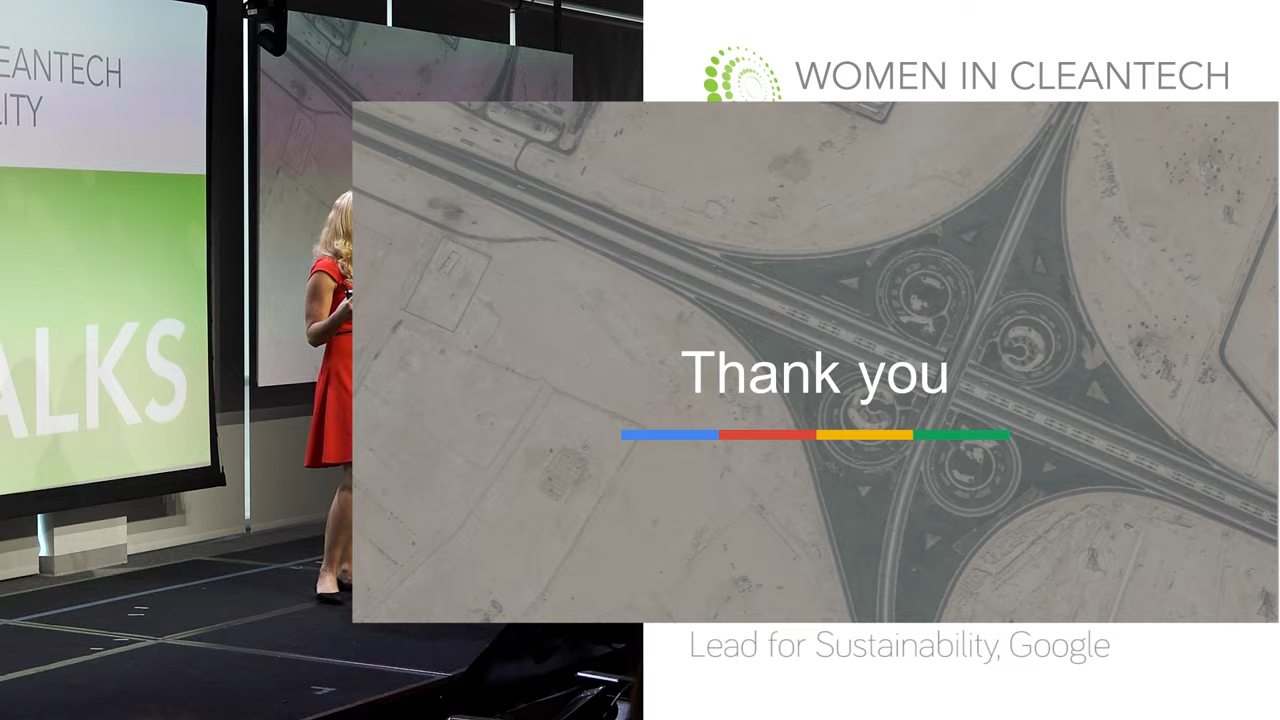 EANTECH
LITY
ALKS
WOMEN IN CLEANTECH
Thank you
Lead for Sustainability, Google